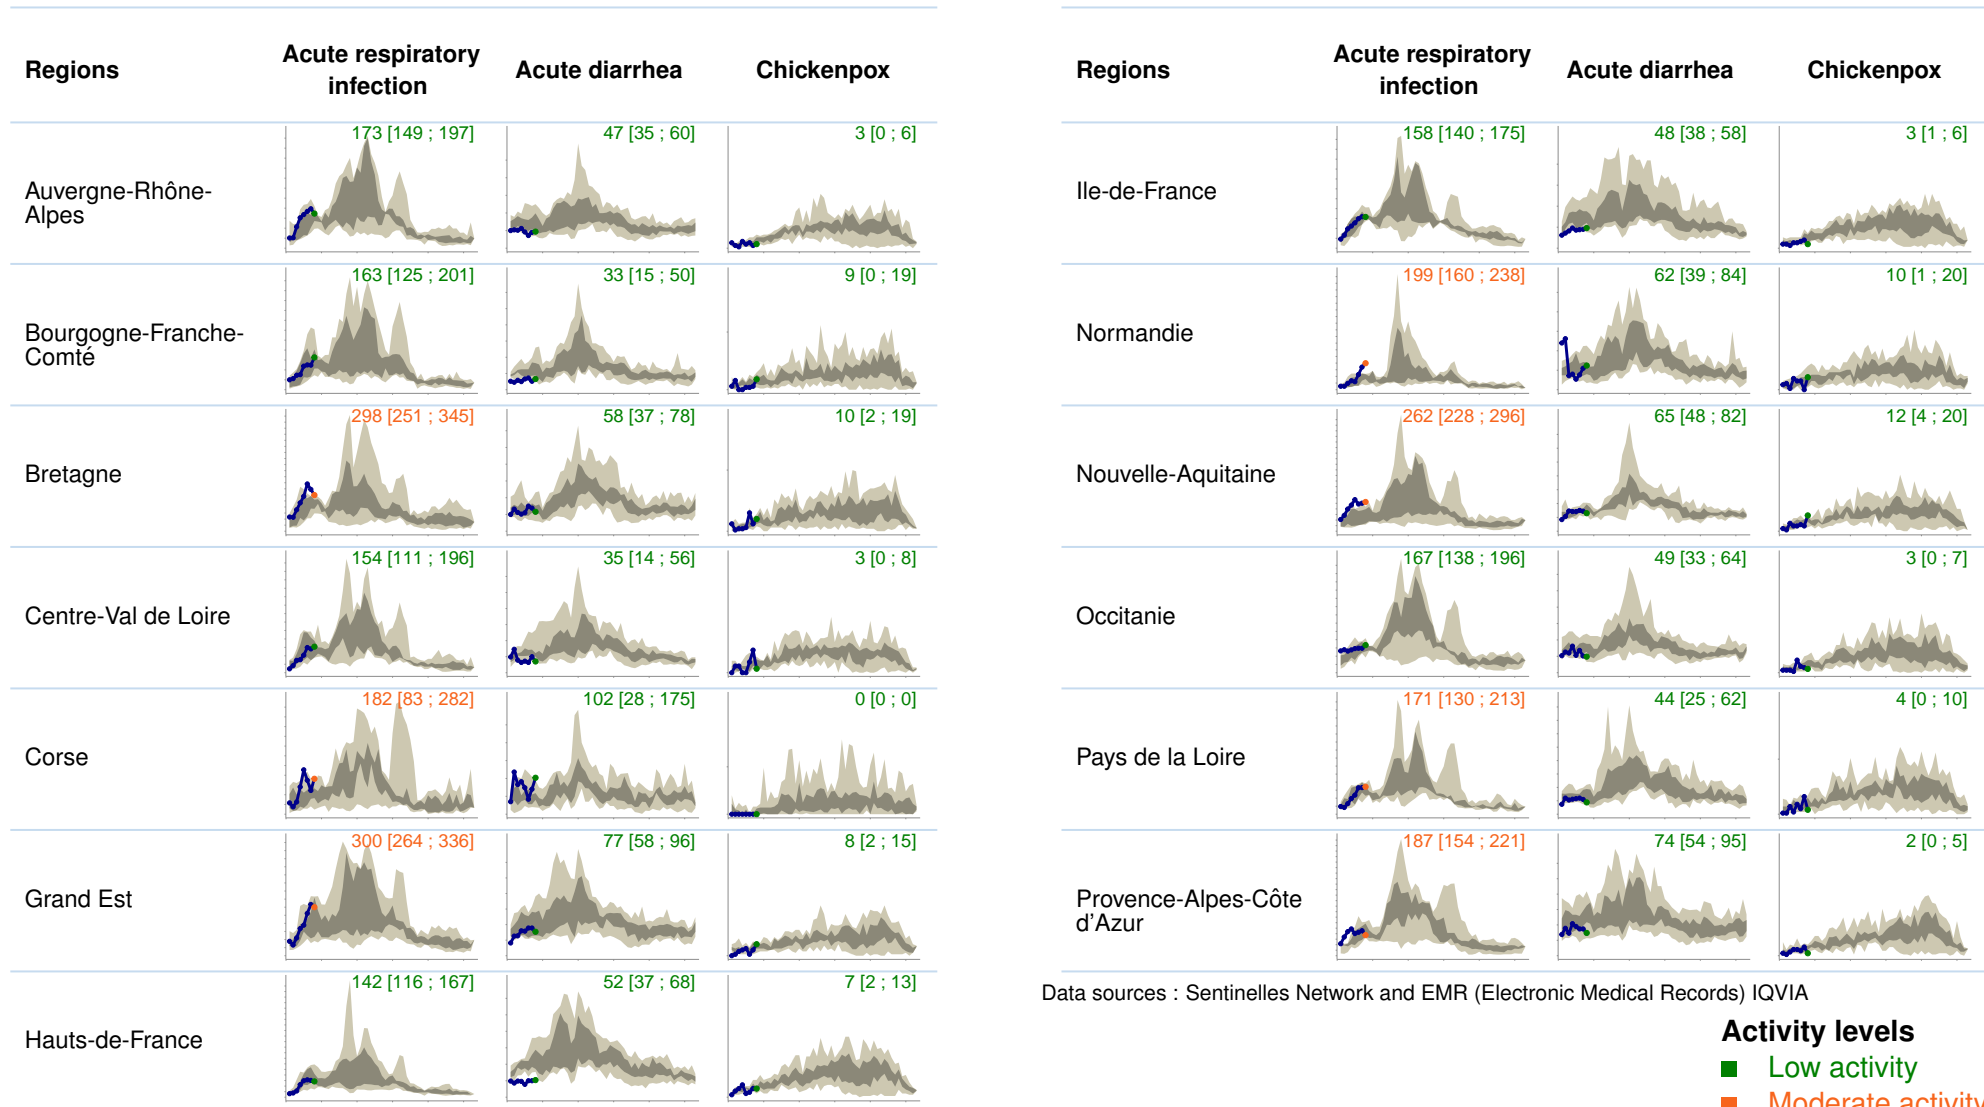 Regions
Acute respiratory
infection
Acute diarrhea
Chickenpox
Auvergne-Rhône-
Alpes
173 [149 ; 197]
47 [35 ; 60]
3 [0 ; 6]
Bourgogne-Franche-
Comté
163 [125 ; 201]
33 [15 ; 50]
9 [0 ; 19]
Bretagne
298 [251 ; 345]
58 [37 ; 78]
10 [2 ; 19]
Centre-Val de Loire
154 [111 ; 196]
35 [14 ; 56]
3 [0 ; 8]
Corse
182 [83 ; 282]
102 [28 ; 175]
0 [0 ; 0]
Grand Est
300 [264 ; 336]
77 [58 ; 96]
8 [2 ; 15]
Hauts-de-France
142 [116 ; 167]
52 [37 ; 68]
7 [2 ; 13]
Regions
Acute respiratory
infection
Acute diarrhea
Chickenpox
Ile-de-France
158 [140 ; 175]
48 [38 ; 58]
3 [1 ; 6]
Normandie
199 [160 ; 238]
62 [39 ; 84]
10 [1 ; 20]
Nouvelle-Aquitaine
262 [228 ; 296]
65 [48 ; 82]
12 [4 ; 20]
Occitanie
167 [138 ; 196]
49 [33 ; 64]
3 [0 ; 7]
Pays de la Loire
171 [130 ; 213]
44 [25 ; 62]
4 [0 ; 10]
Provence-Alpes-Côte
d'Azur
187 [154 ; 221]
74 [54 ; 95]
2 [0 ; 5]
Data sources : Sentinelles Network and EMR (Electronic Medical Records) IQVIA
Activity levels
Low activity
Moderate activity